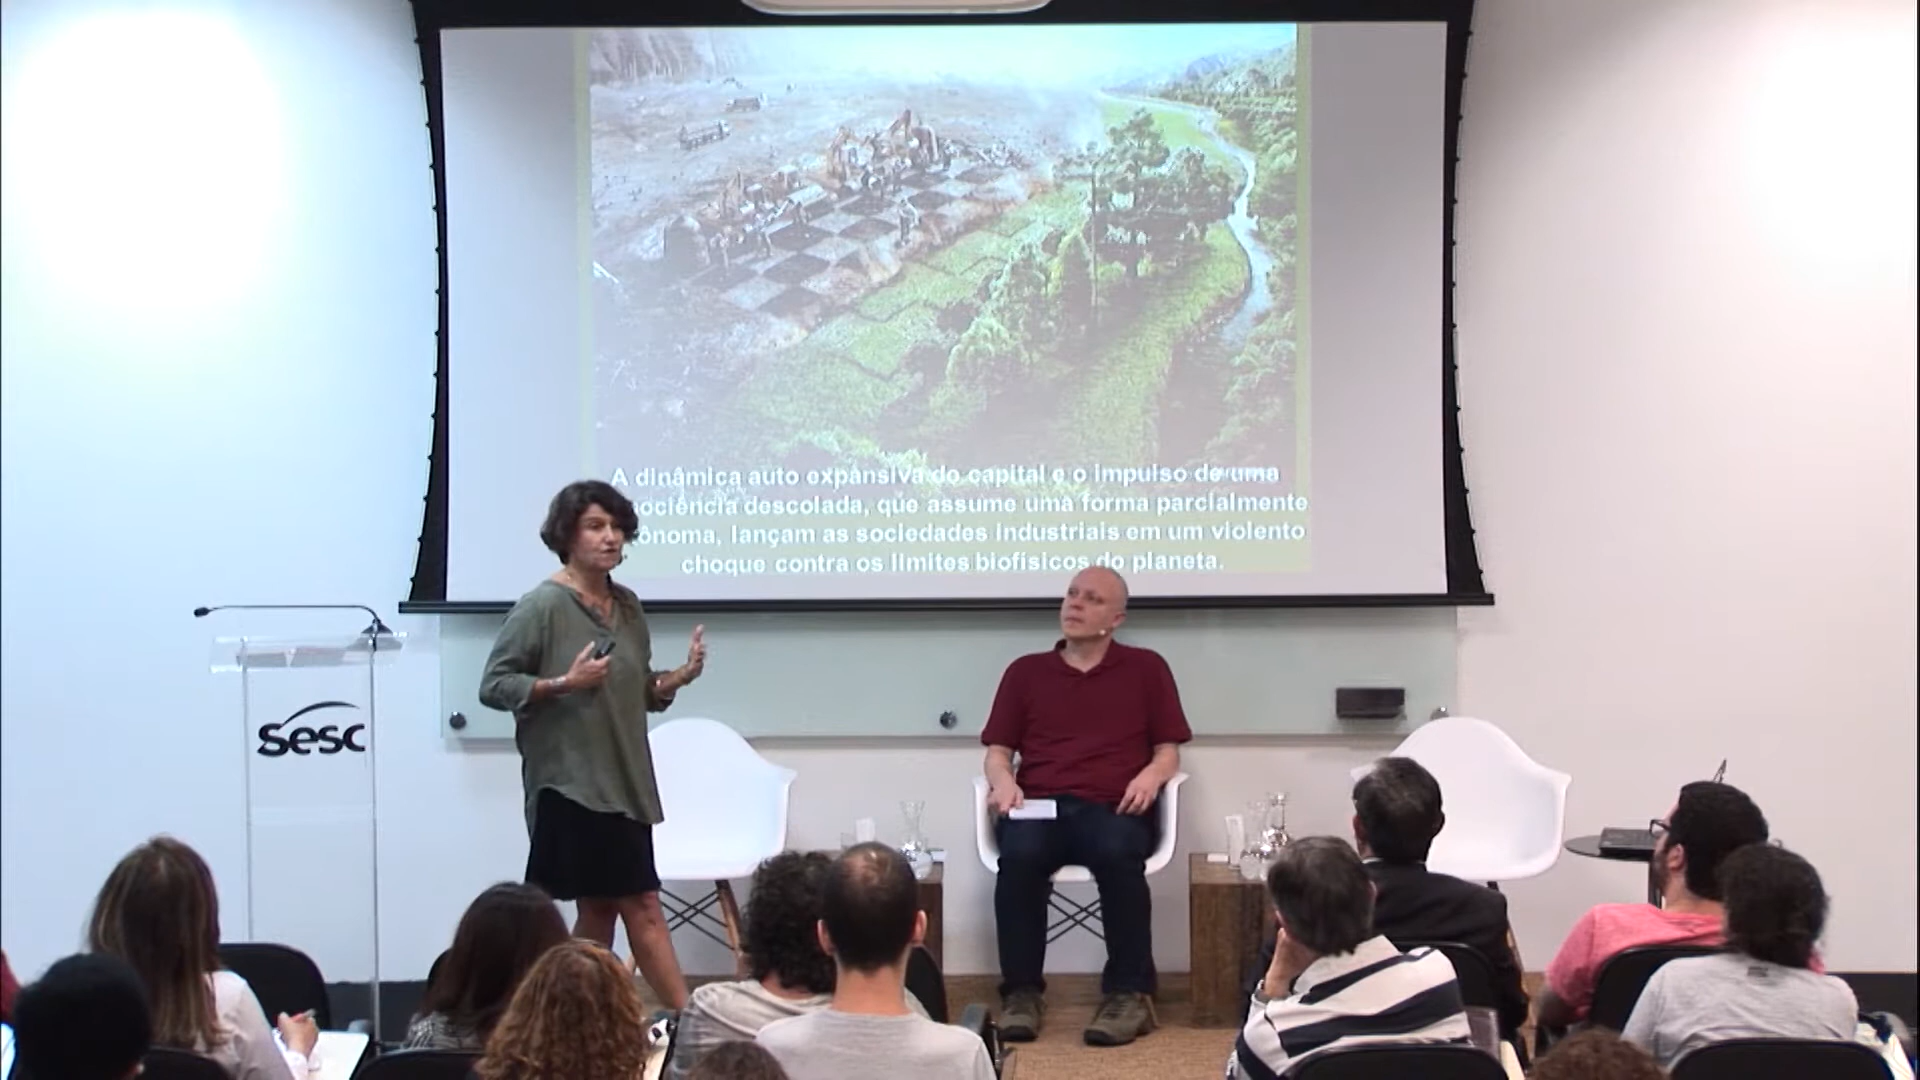 A dinâmica auto expansiva do capital e o impulso de uma
ociência descolada, que assume uma forma parcialmente
ônoma, lançam as sociedades industriais em um violento
choque contra os limites biofísicos do planeta.
sesc